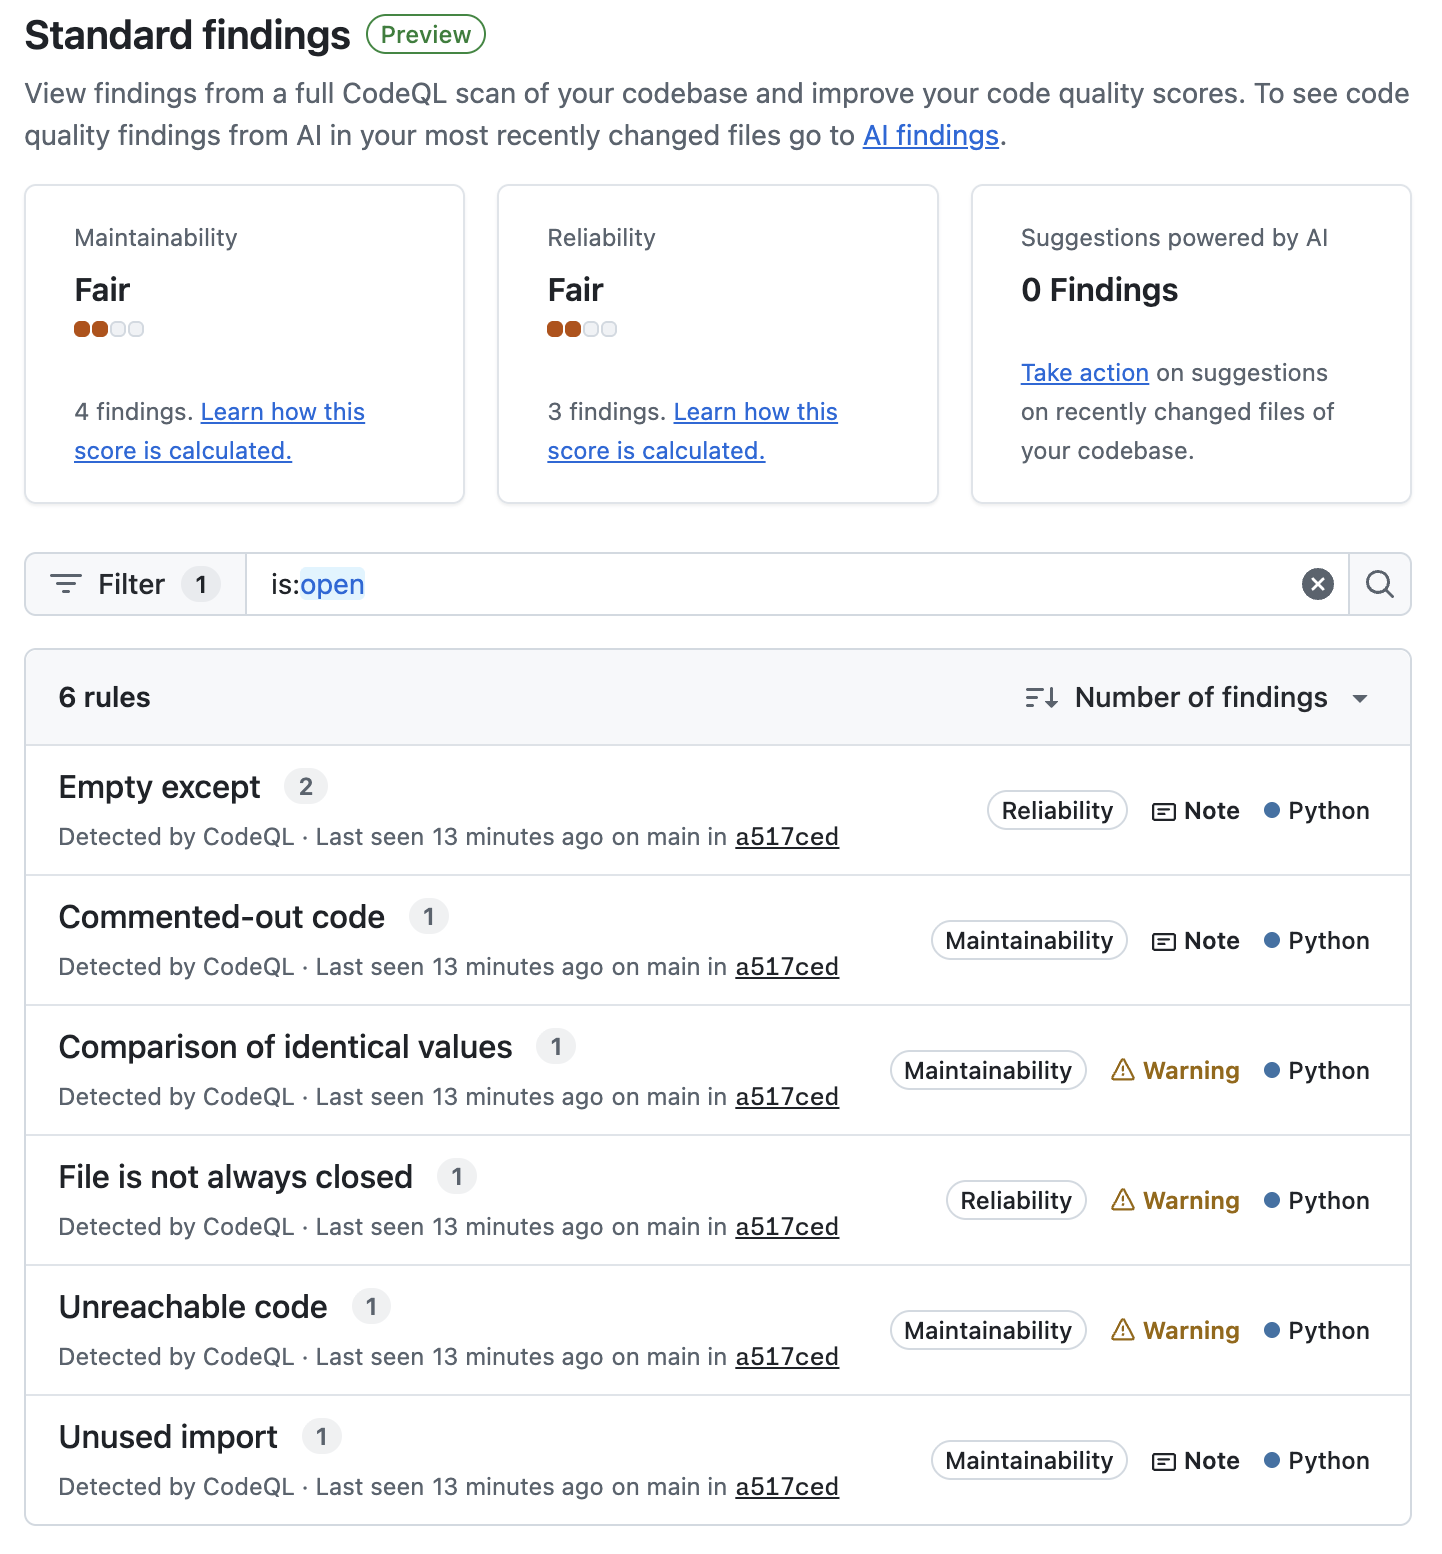 Standard findings Preview
View findings from a full CodeQL scan of your codebase and improve your code quality scores. To see code
quality findings from AI in your most recently changed files go to AI findings.
Maintainability
Fair
4 findings. Learn how this
score is calculated.
Reliability
Fair
3 findings. Learn how this
score is calculated.
Suggestions powered by AI
0 Findings
Take action on suggestions
on recently changed files of
your codebase.
Filter 1 is:open
6 rules Number of findings
Empty except 2
Detected by CodeQL · Last seen 13 minutes ago on main in a517ced
Reliability Note Python
Commented-out code 1
Detected by CodeQL · Last seen 13 minutes ago on main in a517ced
Maintainability Note Python
Comparison of identical values 1
Detected by CodeQL · Last seen 13 minutes ago on main in a517ced
Maintainability Warning Python
File is not always closed 1
Detected by CodeQL · Last seen 13 minutes ago on main in a517ced
Reliability Warning Python
Unreachable code 1
Detected by CodeQL · Last seen 13 minutes ago on main in a517ced
Maintainability Warning Python
Unused import 1
Detected by CodeQL · Last seen 13 minutes ago on main in a517ced
Maintainability Note Python